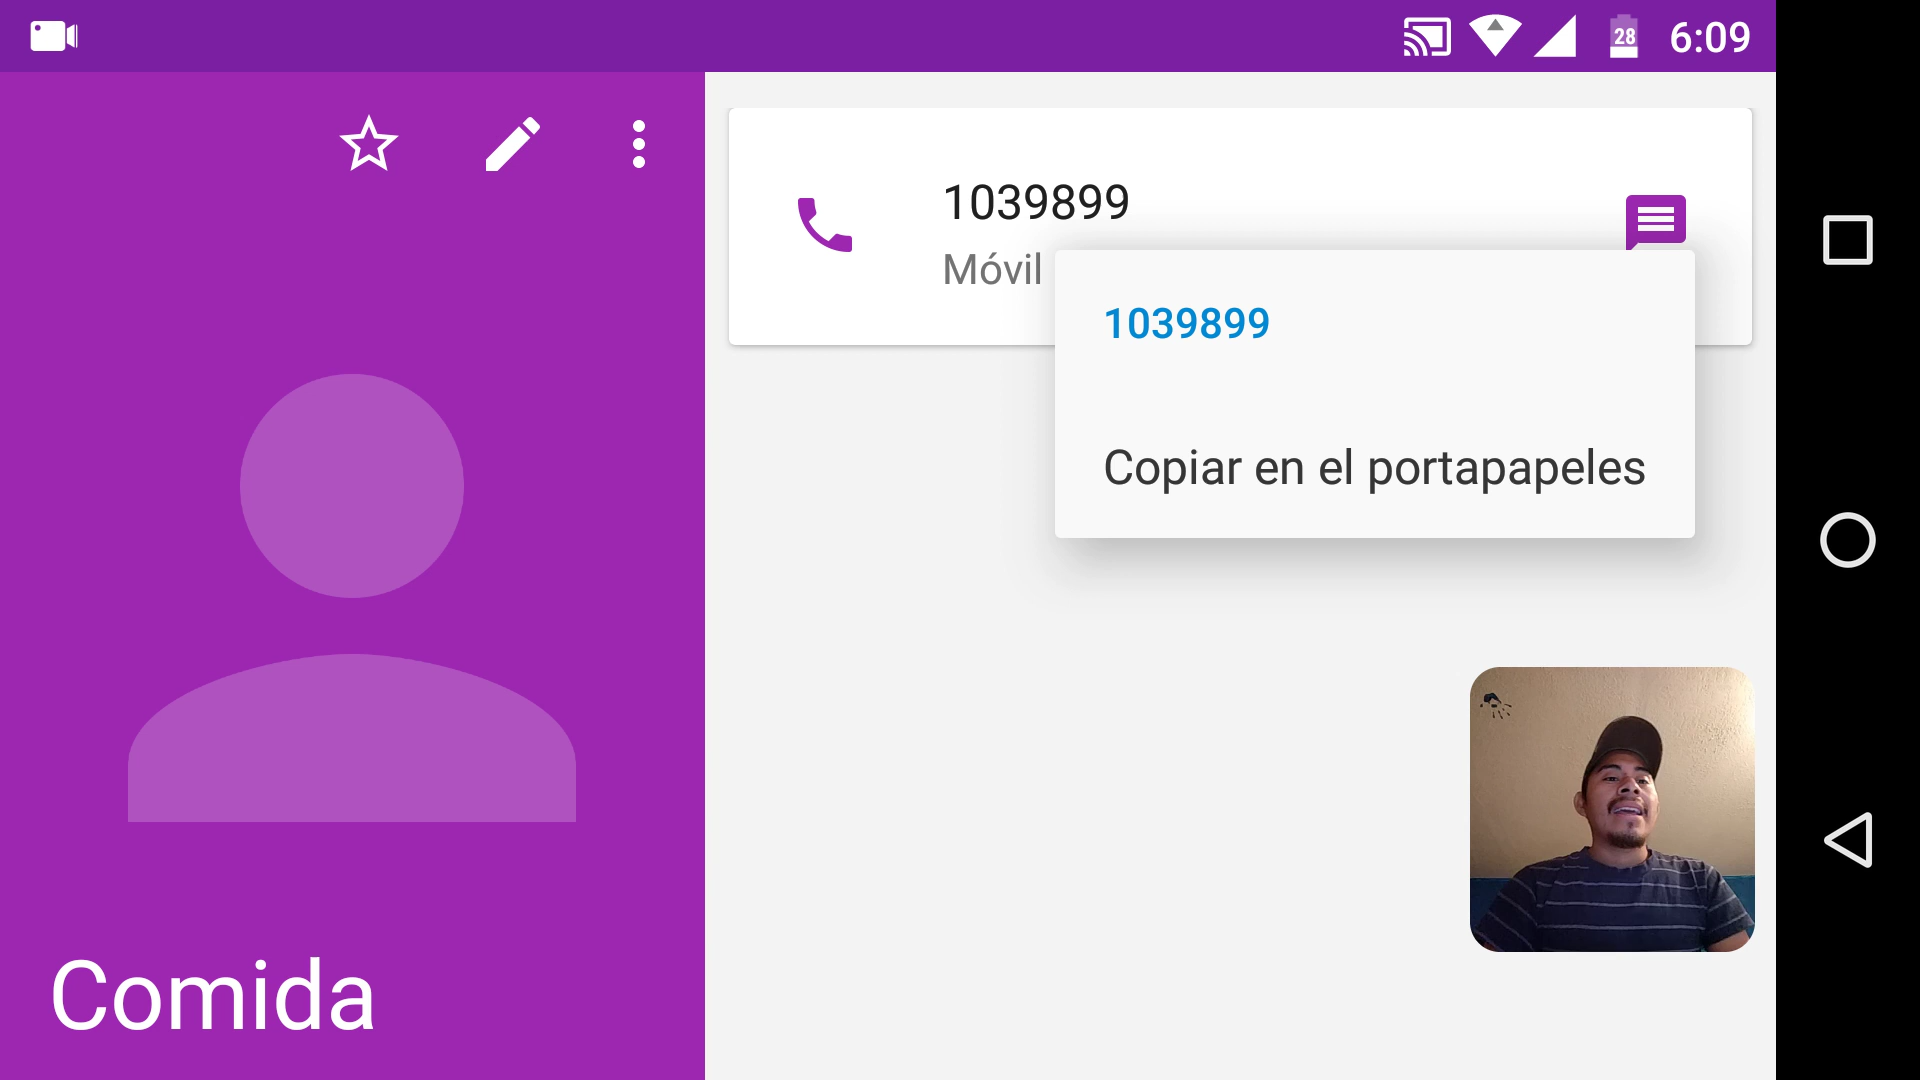 28 6:09
1039899
Móvil
1039899
Copiar en el portapapeles
Comida